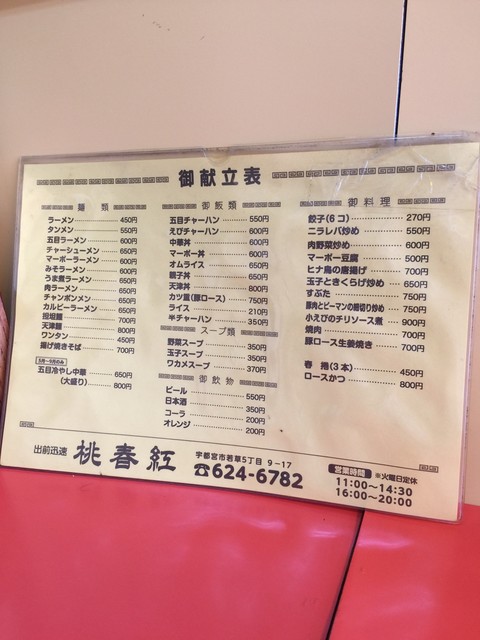 御献立表
麺類
ラーメン 450円
タンメン 550円
五目ラーメン 600円
チャーシューメン 650円
マーボーラーメン 600円
みそラーメン 600円
うま煮ラーメン 650円
肉ラーメン 650円
チャンポンメン 650円
カルビーラーメン 650円
担坦麺 700円
天津麺 800円
ワンタン 450円
揚げ焼きそば 700円
5月～9月のみ
五目冷やし中華 650円
(大盛り) 800円
御飯類
五目チャーハン 550円
えびチャーハン 600円
中華丼 600円
マーボー丼 600円
オムライス 650円
親子丼 650円
天津丼 800円
カツ重(豚ロース) 750円
ライス 210円
半チャーハン 350円
スープ類
野菜スープ 350円
玉子スープ 350円
ワカメスープ 370円
御飲物
ビール 550円
日本酒 350円
コーラ 200円
オレンジ 200円
御料理
餃子(6コ) 270円
ニラレバ炒め 550円
肉野菜炒め 600円
マーボー豆腐 500円
ヒナ鳥の唐揚げ 700円
玉子ときくらげ炒め 650円
すぶた 750円
豚肉とピーマンの細切り炒め 750円
小えびのチリソース煮 900円
焼肉 700円
豚ロース生姜焼き 700円
春捲(3本) 450円
ロースかつ 800円
出前迅速 桃春紅
宇都宮市若草5丁目9-17
☎624-6782
営業時間 ※火曜日定休
11:00～14:30
16:00～20:00